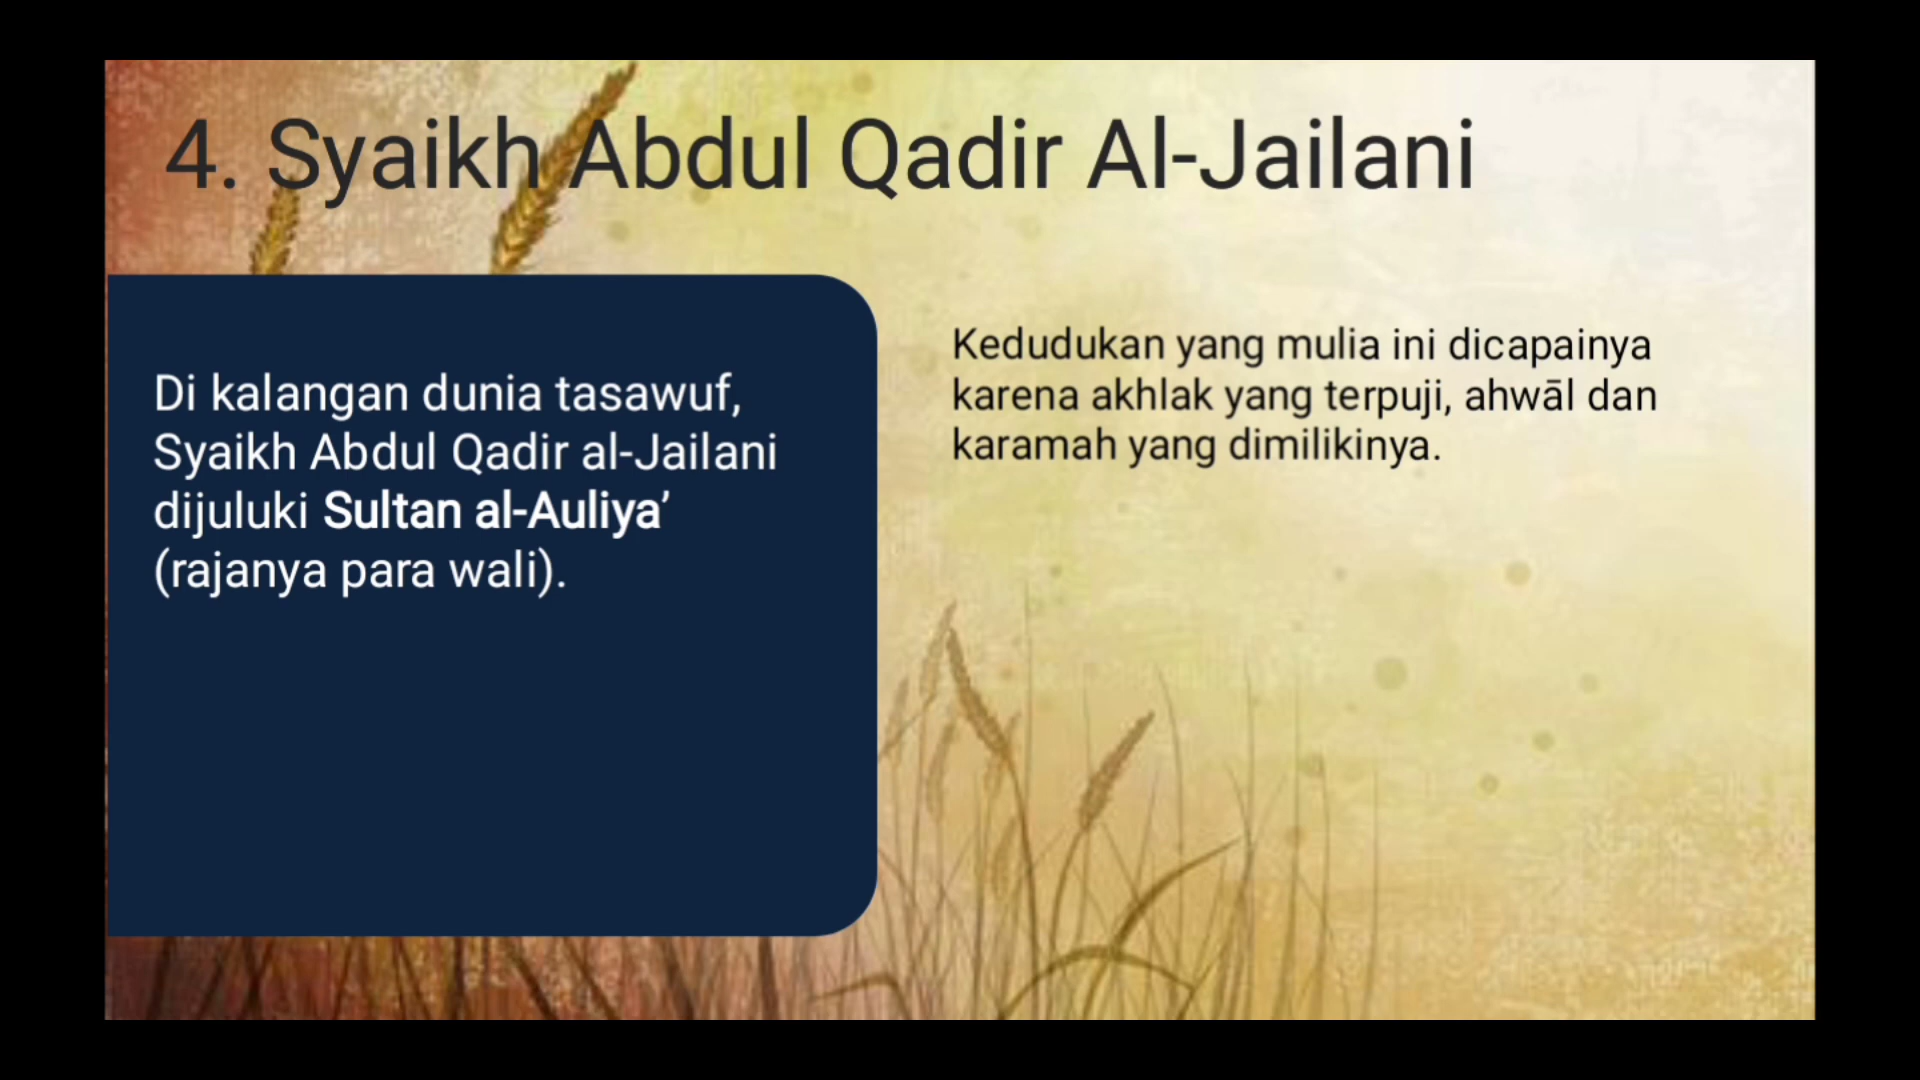 4. Syaikh Abdul Qadir Al-Jailani
Di kalangan dunia tasawuf,
Syaikh Abdul Qadir al-Jailani
dijuluki Sultan al-Auliya’
(rajanya para wali).
Kedudukan yang mulia ini dicapainya
karena akhlak yang terpuji, ahwāl dan
karamah yang dimilikinya.